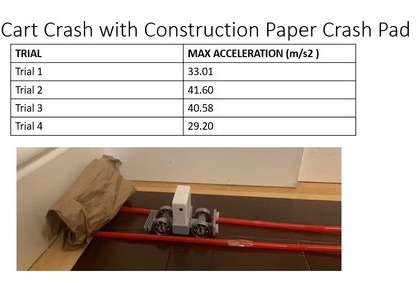 Cart Crash with Construction Paper Crash Pad
TRIAL MAX ACCELERATION (m/s2 )
Trial 1 33.01
Trial 2 41.60
Trial 3 40.58
Trial 4 29.20